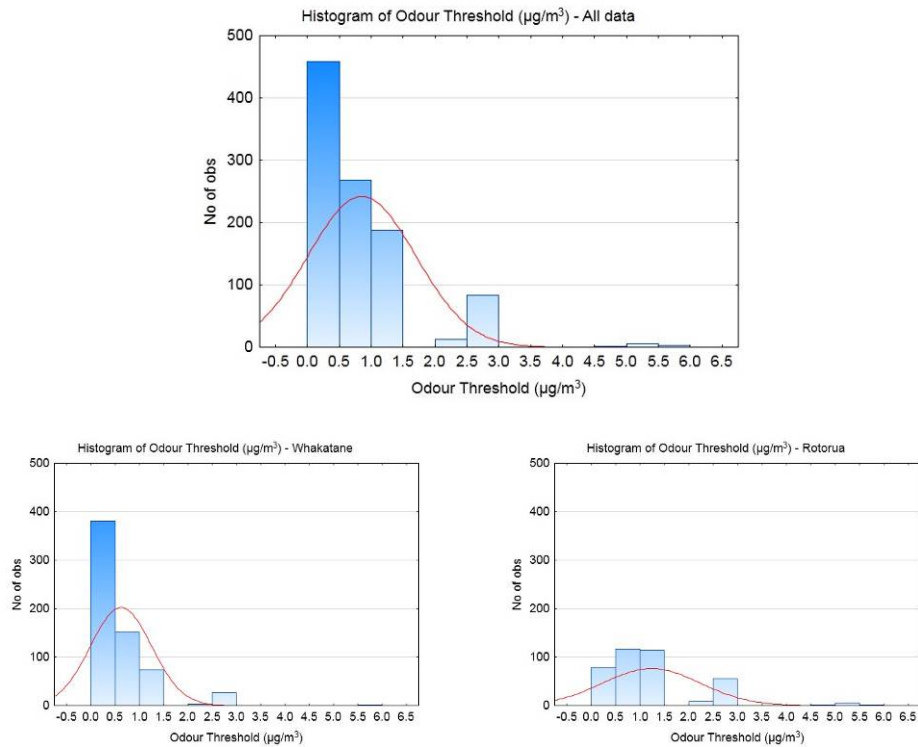 Histogram of Odour Threshold (µg/m³) - All data
500
400
300
200
100
0
No of obs
-0.5 0.0 0.5 1.0 1.5 2.0 2.5 3.0 3.5 4.0 4.5 5.0 5.5 6.0 6.5
Odour Threshold (µg/m³)
Histogram of Odour Threshold (µg/m³) - Whakatane
500
400
300
200
100
0
No of obs
-0.5 0.0 0.5 1.0 1.5 2.0 2.5 3.0 3.5 4.0 4.5 5.0 5.5 6.0 6.5
Odour Threshold (µg/m³)
Histogram of Odour Threshold (µg/m³) - Rotorua
500
400
300
200
100
0
No of obs
-0.5 0.0 0.5 1.0 1.5 2.0 2.5 3.0 3.5 4.0 4.5 5.0 5.5 6.0 6.5
Odour Threshold (µg/m³)